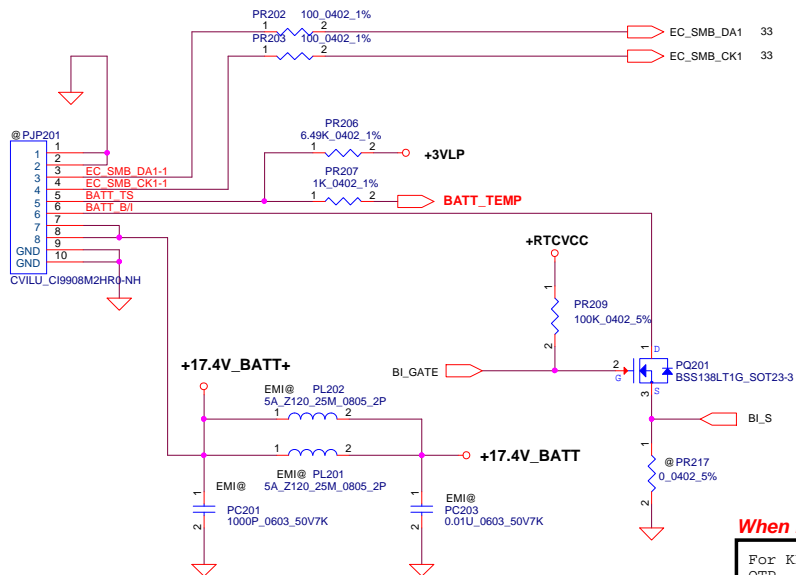 PR202 100_0402_1%
1 2
EC_SMB_DA1 33
PR203 100_0402_1%
1 2
EC_SMB_CK1 33
@PJP201
1 1
2 2
3 3 EC_SMB_DA1-1
4 4 EC_SMB_CK1-1
5 5 BATT_TS
6 6 BATT_B/I
7 7
8 8
GND 9
GND 10
CVILU_CI9908M2HR0-NH
PR206
6.49K_0402_1%
1 2
+3VLP
PR207
1K_0402_1%
1 2
BATT_TEMP
+RTCVCC
1
PR209
100K_0402_5%
2
BI_GATE
2
G
1
D
PQ201
BSS138LT1G_SOT23-3
S
3
BI_S
1
@PR217
0_0402_5%
2
+17.4V_BATT+
EMI@ PL202
5A_Z120_25M_0805_2P
1 2
1 2
+17.4V_BATT
EMI@ PL201
5A_Z120_25M_0805_2P
EMI@
1
PC201
1000P_0603_50V7K
2
EMI@
1
PC203
0.01U_0603_50V7K
2
When
For